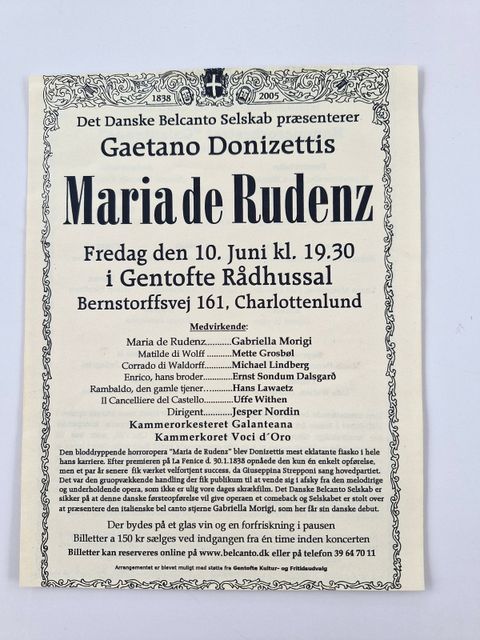 1838 2005
Det Danske Belcanto Selskab præsenterer
Gaetano Donizettis
Maria de Rudenz
Fredag den 10. Juni kl. 19.30
i Gentofte Rådhussal
Bernstorffsvej 161, Charlottenlund
Medvirkende:
Maria de Rudenz..........Gabriella Morigi
Matilde di Wolff ..........Mette Grosbøl
Corrado di Waldorff..........Michael Lindberg
Enrico, hans broder..........Ernst Sondum Dalsgarð
Rambaldo, den gamle tjener.....Hans Lawaetz
Il Cancelliere del Castello..........Uffe Withen
Dirigent..........Jesper Nordin
Kammerorkesteret Galanteana
Kammerkoret Voci d´Oro
Den bloddryppende horroropera "Maria de Rudenz" blev Donizettis mest eklatante fiasko i hele
hans karriere. Efter premieren på La Fenice d. 30.1.1838 opnåede den kun én enkelt opførelse,
men et par år senere fik værket velfortjent success, da Giuseppina Strepponi sang hovedpartiet.
Det var den gruopvækkende handling der fik publikum til at vende sig i afsky fra den melodirige
og underholdende opera, som ikke er ulig vore dages skrækfilm. Det Danske Belcanto Selskab er
sikker på at denne danske førsteopførelse vil give operaen et comeback og Selskabet er stolt over
at præsentere den italienske bel canto stjerne Gabriella Morigi, som her får sin danske debut.
Der bydes på et glas vin og en forfriskning i pausen
Billetter a 150 kr sælges ved indgangen fra én time inden koncerten
Billetter kan reserveres online på www.belcanto.dk eller på telefon 39 64 70 11
Arrangementet er blevet muligt med støtte fra Gentofte Kultur- og Fritidsudvalg